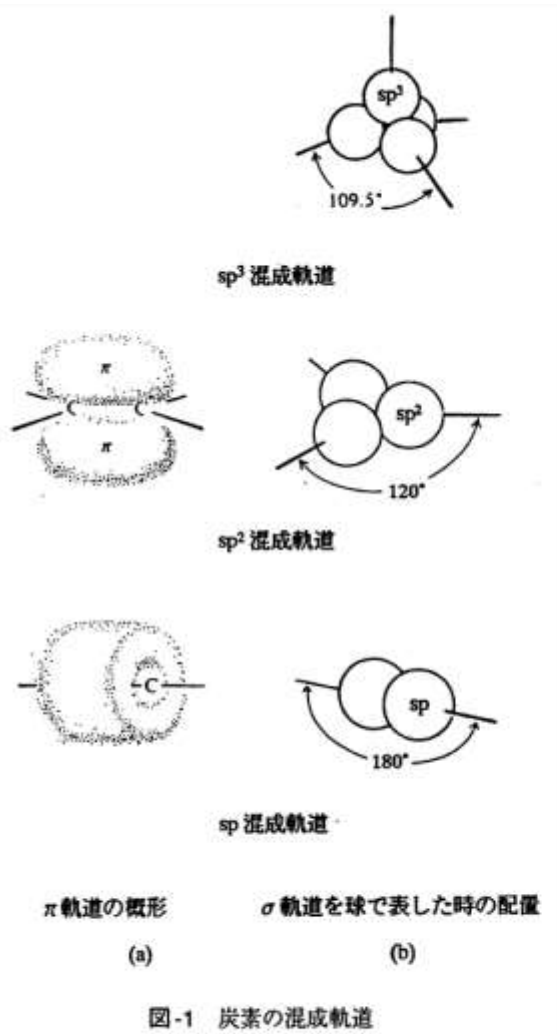 sp³
109.5°
sp³ 混成軌道
π
C C
π
sp²
120°
sp² 混成軌道
C
sp
180°
sp 混成軌道
π 軌道の概形
σ 軌道を球で表した時の配置
(a)
(b)
図-1 炭素の混成軌道